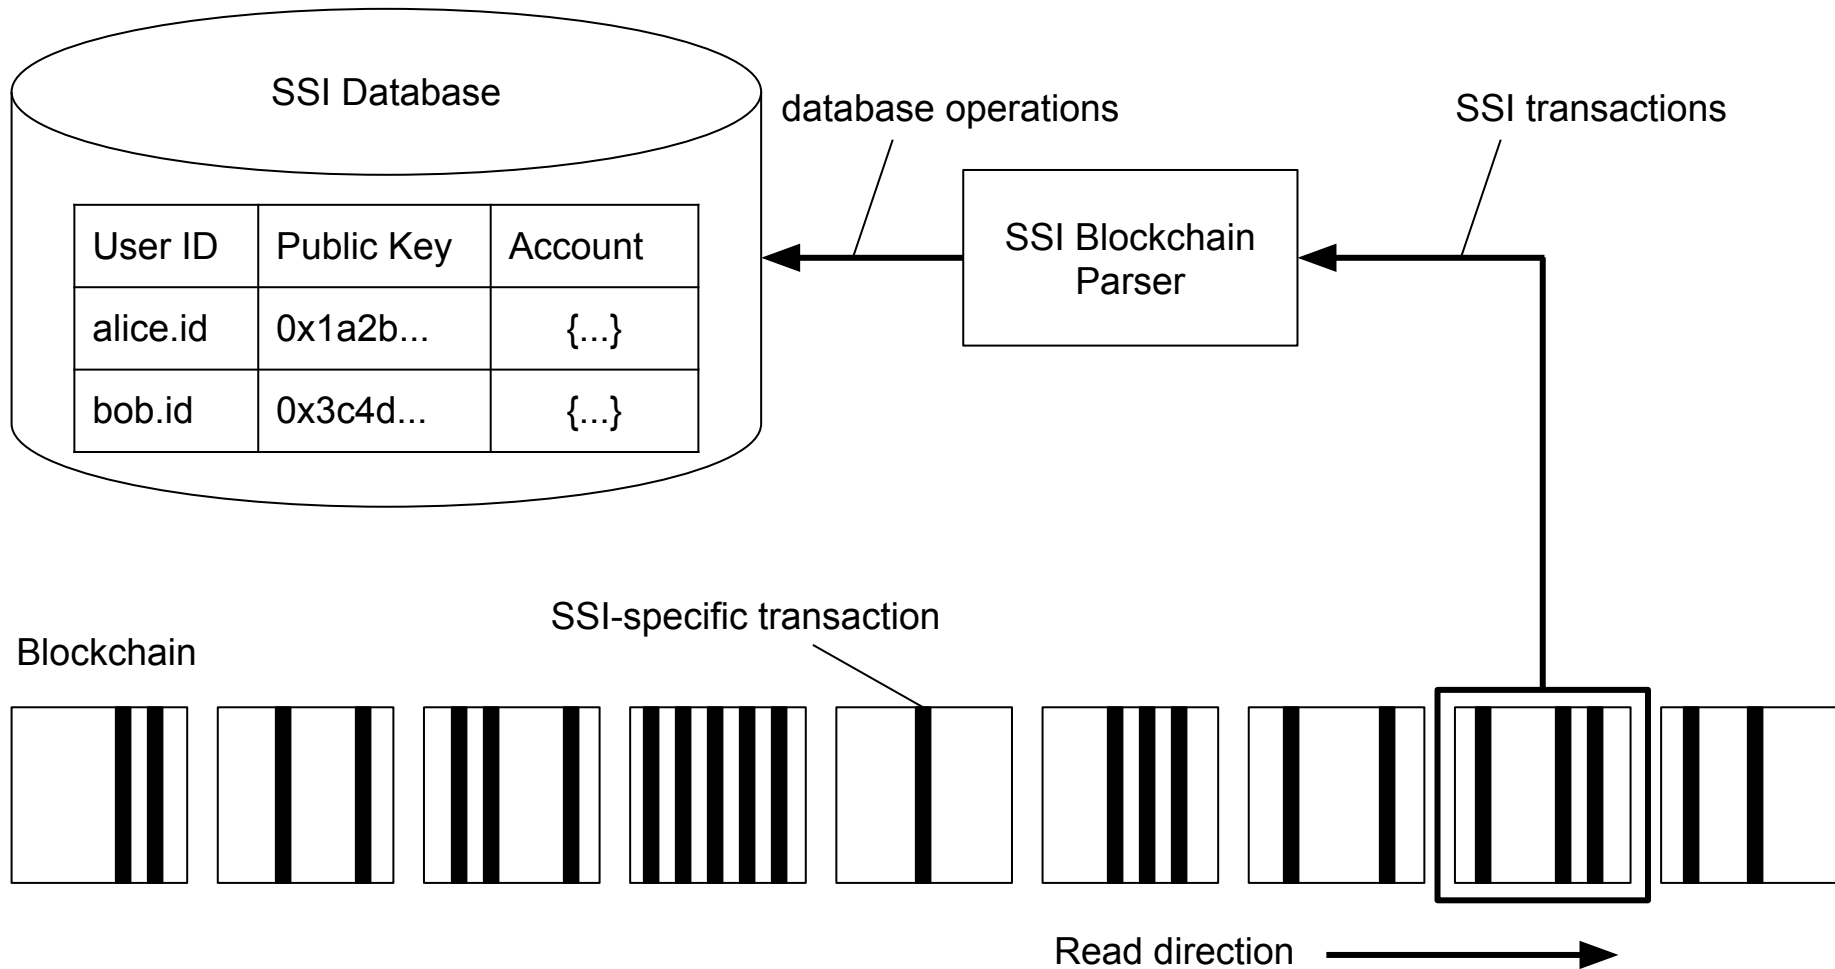 SSI Database
database operations
SSI transactions
User ID
Public Key
Account
alice.id
0x1a2b...
{...}
bob.id
0x3c4d...
{...}
SSI Blockchain
Parser
SSI-specific transaction
Blockchain
Read direction